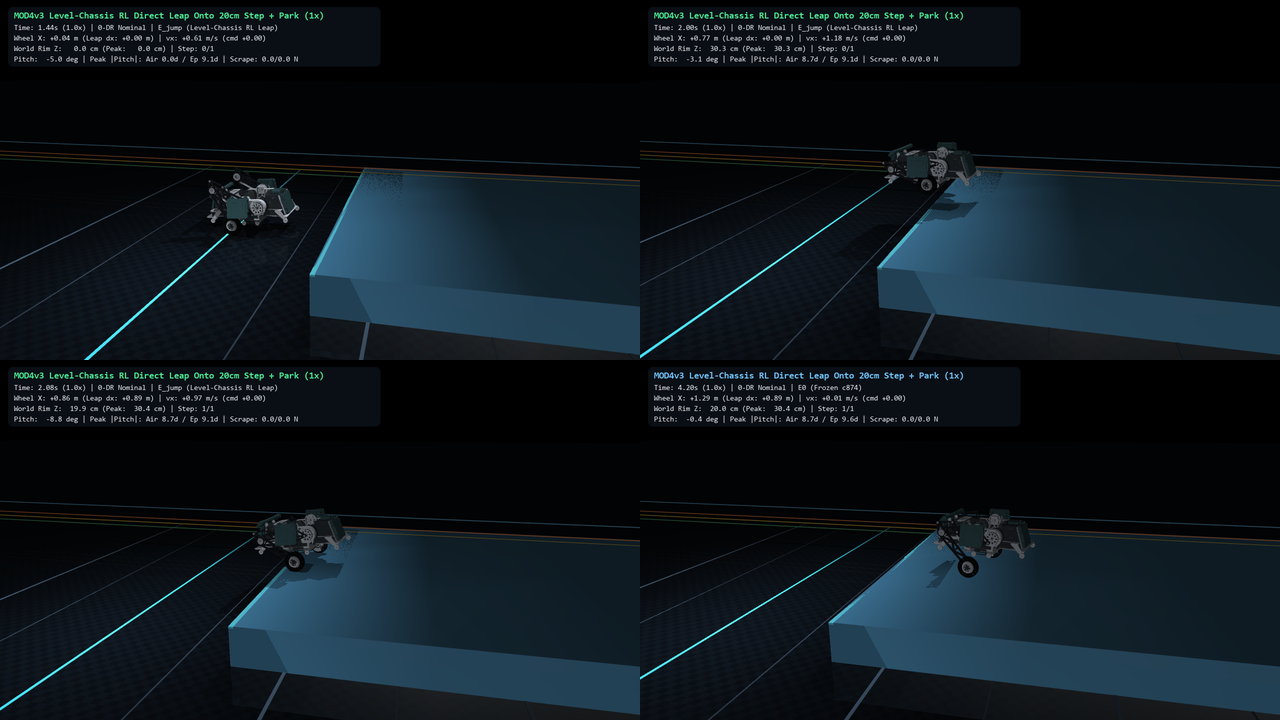 MOD4v3 Level-Chassis RL Direct Leap Onto 20cm Step + Park (1x)
Time: 1.44s (1.0x) | 0-DR Nominal | E_jump (Level-Chassis RL Leap)
Wheel X: +0.04 m (Leap dx: +0.00 m) | vx: +0.61 m/s (cmd +0.00)
World Rim Z: 0.0 cm (Peak: 0.0 cm) | Step: 0/1
Pitch: -5.0 deg | Peak |Pitch|: Air 0.0d / Ep 9.1d | Scrape: 0.0/0.0 N
MOD4v3 Level-Chassis RL Direct Leap Onto 20cm Step + Park (1x)
Time: 2.00s (1.0x) | 0-DR Nominal | E_jump (Level-Chassis RL Leap)
Wheel X: +0.77 m (Leap dx: +0.00 m) | vx: +1.18 m/s (cmd +0.00)
World Rim Z: 30.3 cm (Peak: 30.3 cm) | Step: 0/1
Pitch: -3.1 deg | Peak |Pitch|: Air 8.7d / Ep 9.1d | Scrape: 0.0/0.0 N
MOD4v3 Level-Chassis RL Direct Leap Onto 20cm Step + Park (1x)
Time: 2.08s (1.0x) | 0-DR Nominal | E_jump (Level-Chassis RL Leap)
Wheel X: +0.86 m (Leap dx: +0.89 m) | vx: +0.97 m/s (cmd +0.00)
World Rim Z: 19.9 cm (Peak: 30.4 cm) | Step: 1/1
Pitch: -8.8 deg | Peak |Pitch|: Air 8.7d / Ep 9.1d | Scrape: 0.0/0.0 N
MOD4v3 Level-Chassis RL Direct Leap Onto 20cm Step + Park (1x)
Time: 4.20s (1.0x) | 0-DR Nominal | E0 (Frozen c874)
Wheel X: +1.29 m (Leap dx: +0.89 m) | vx: +0.01 m/s (cmd +0.00)
World Rim Z: 20.0 cm (Peak: 30.4 cm) | Step: 1/1
Pitch: -0.4 deg | Peak |Pitch|: Air 8.7d / Ep 9.6d | Scrape: 0.0/0.0 N